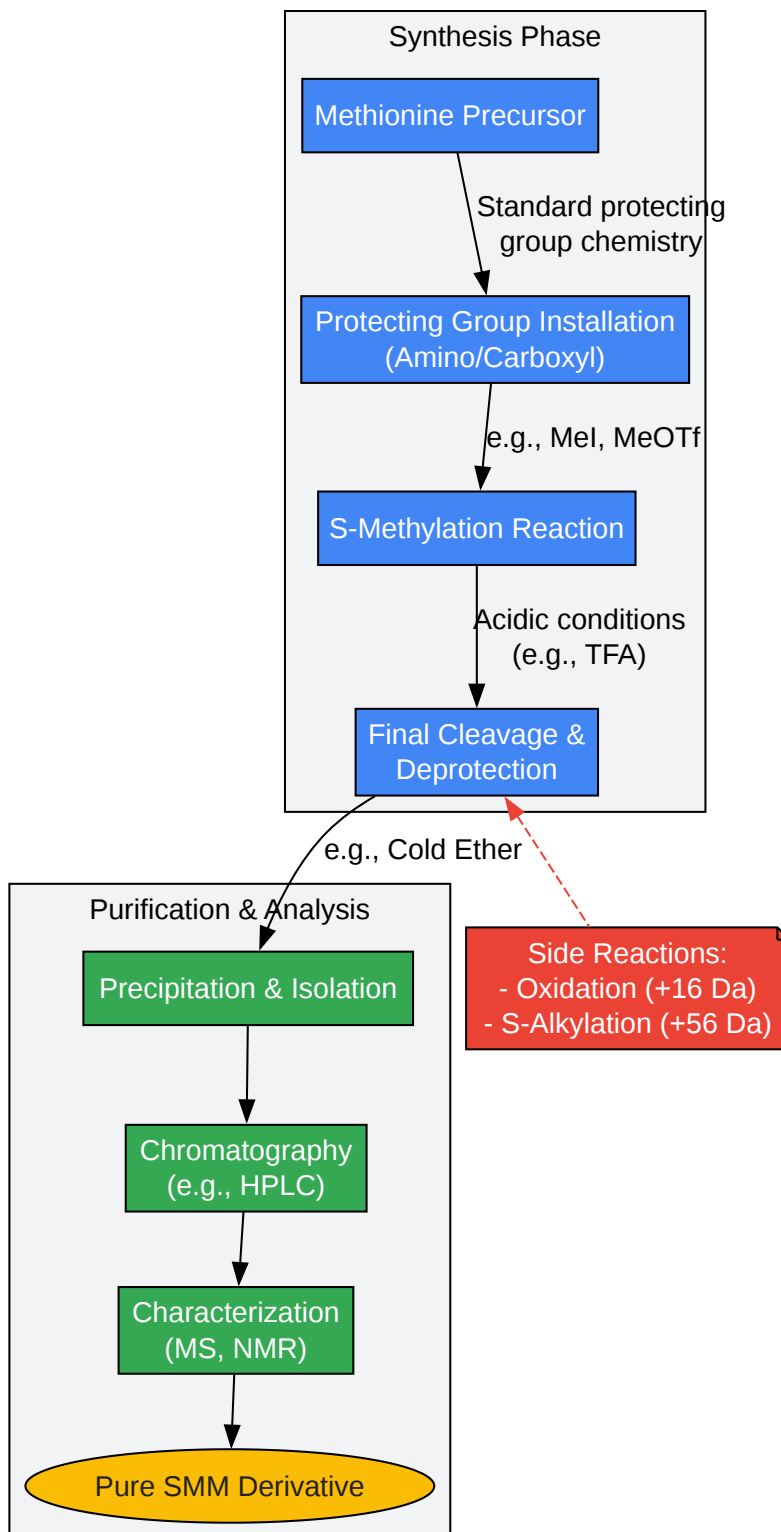 Synthesis Phase
Methionine Precursor
Standard protecting
group chemistry
Protecting Group Installation
(Amino/Carboxyl)
e.g., MeI, MeOTf
S-Methylation Reaction
Acidic conditions
(e.g., TFA)
Final Cleavage &
Deprotection
e.g., Cold Ether
Purification & Analysis
Precipitation & Isolation
Side Reactions:
- Oxidation (+16 Da)
- S-Alkylation (+56 Da)
Chromatography
(e.g., HPLC)
Characterization
(MS, NMR)
Pure SMM Derivative